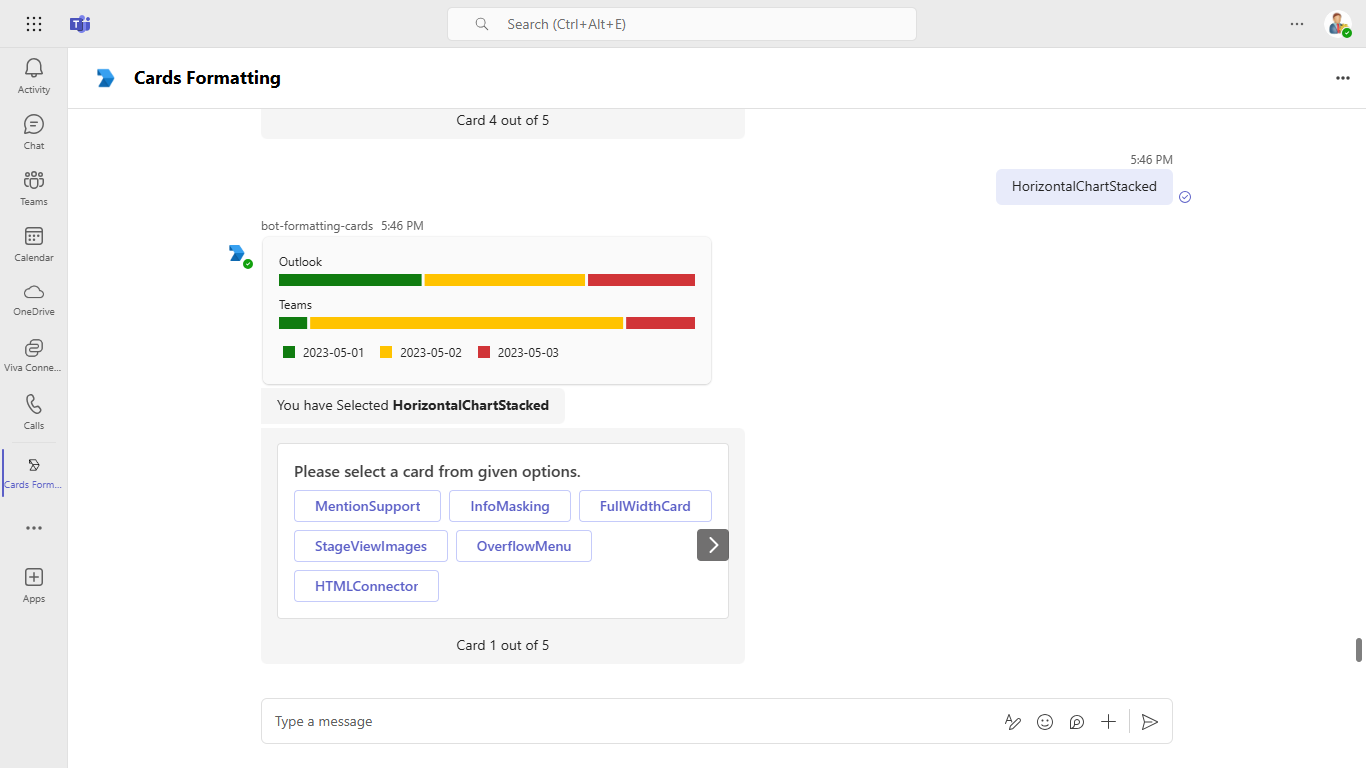 Search (Ctrl+Alt+E)
Cards Formatting
Activity
Chat
Teams
Calendar
OneDrive
Viva Conne...
Calls
Cards Form...
Apps
Card 4 out of 5
5:46 PM
HorizontalChartStacked
bot-formatting-cards 5:46 PM
Outlook
Teams
2023-05-01 2023-05-02 2023-05-03
You have Selected HorizontalChartStacked
Please select a card from given options.
MentionSupport InfoMasking FullWidthCard
StageViewImages OverflowMenu
HTMLConnector
Card 1 out of 5
Type a message